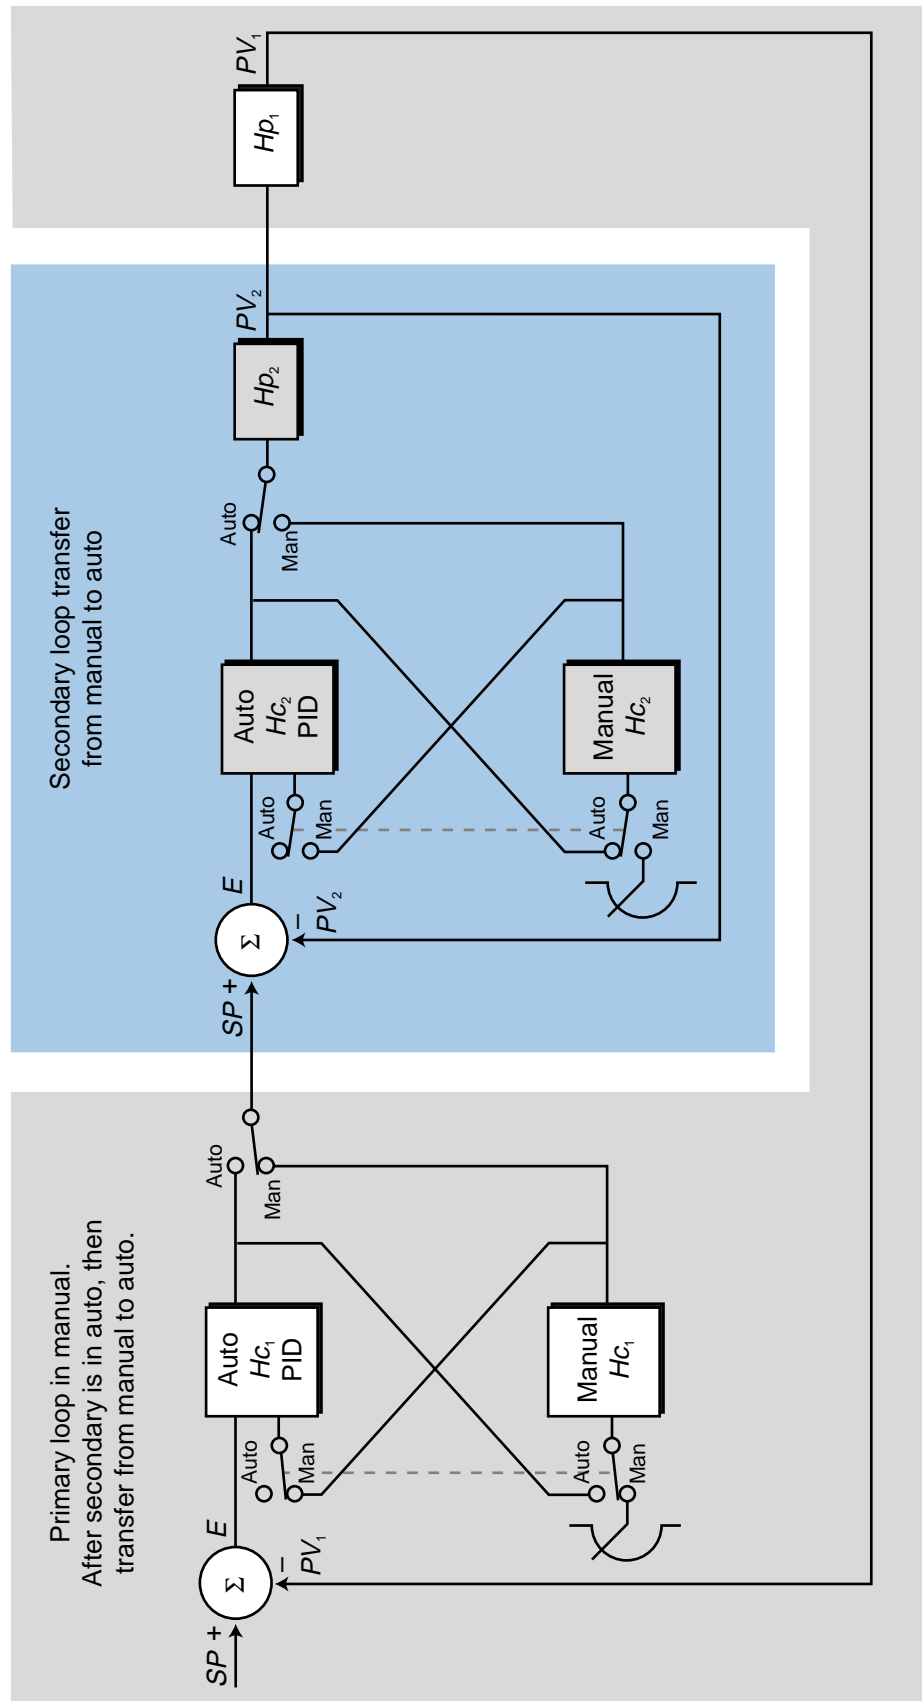 Primary loop in manual.
After secondary is in auto, then
transfer from manual to auto.
SP +
Σ
E
–
PV1
Auto
Man
Auto
Hc1
PID
Auto
Man
Manual
Hc1
Auto
Man
Secondary loop transfer
from manual to auto
SP +
Σ
E
–
PV2
Auto
Man
Auto
Hc2
PID
Auto
Man
Manual
Hc2
Auto
Man
Hp2
PV2
Hp1
PV1